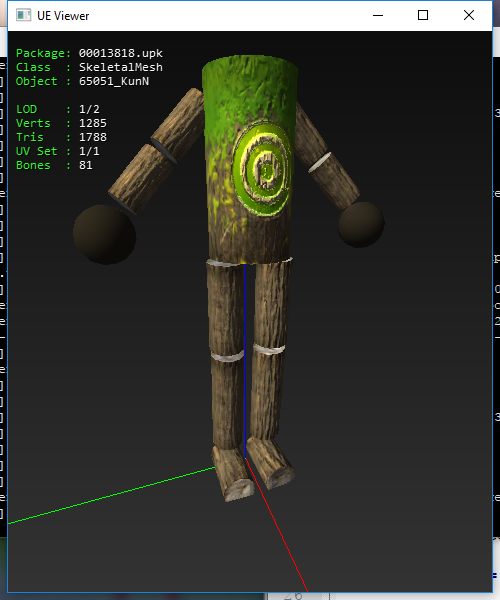 UE Viewer
Package: 00013818.upk
Class : SkeletalMesh
Object : 65051_KunN
LOD : 1/2
Verts : 1285
Tris : 1788
UV Set : 1/1
Bones : 81